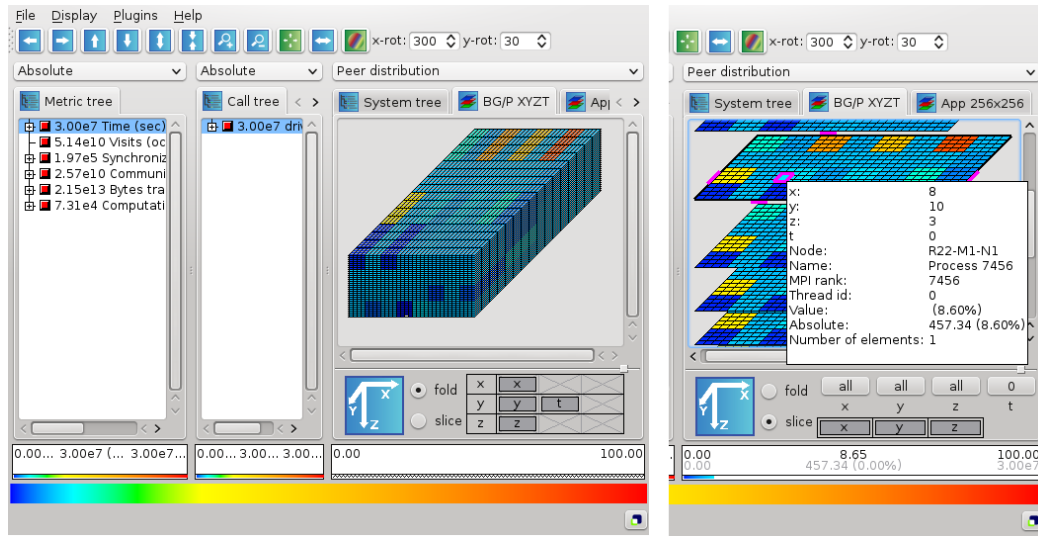 File Display Plugins Help
x-rot: 300 y-rot: 30
Absolute Absolute Peer distribution
Metric tree Call tree System tree BG/P XYZT Ap
3.00e7 Time (sec) 3.00e7 dri
5.14e10 Visits (oc
1.97e5 Synchroniz
2.57e10 Communi
2.15e13 Bytes tra
7.31e4 Computati
Y X Z
fold x x
y y t
slice z z
0.00... 3.00e7 (... 3.00e7... 0.00... 3.00... 3.00... 0.00 100.00
x-rot: 300 y-rot: 30
Peer distribution
System tree BG/P XYZT App 256x256
x: 8
y: 10
z: 3
t 0
Node: R22-M1-N1
Name: Process 7456
MPI rank: 7456
Thread id: 0
Value: (8.60%)
Absolute: 457.34 (8.60%)
Number of elements: 1
Y X Z
fold all all all 0
x y z t
slice x y z
0.00 8.65 100.00
0.00 457.34 (0.00%) 3.00e7